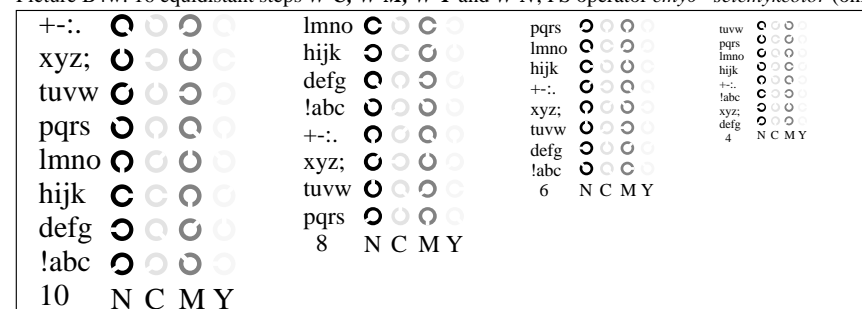 +-:.
xyz;
tuvw
pqrs
lmno
hijk
defg
!abc
10 N C M Y
lmno
hijk
defg
!abc
+-:.
xyz;
tuvw
pqrs
8 N C M Y
pqrs
lmno
hijk
+-:.
xyz;
tuvw
defg
!abc
6 N C M Y
tuvw
pqrs
lmno
hijk
+-:.
!abc
xyz;
defg
4 N C M Y